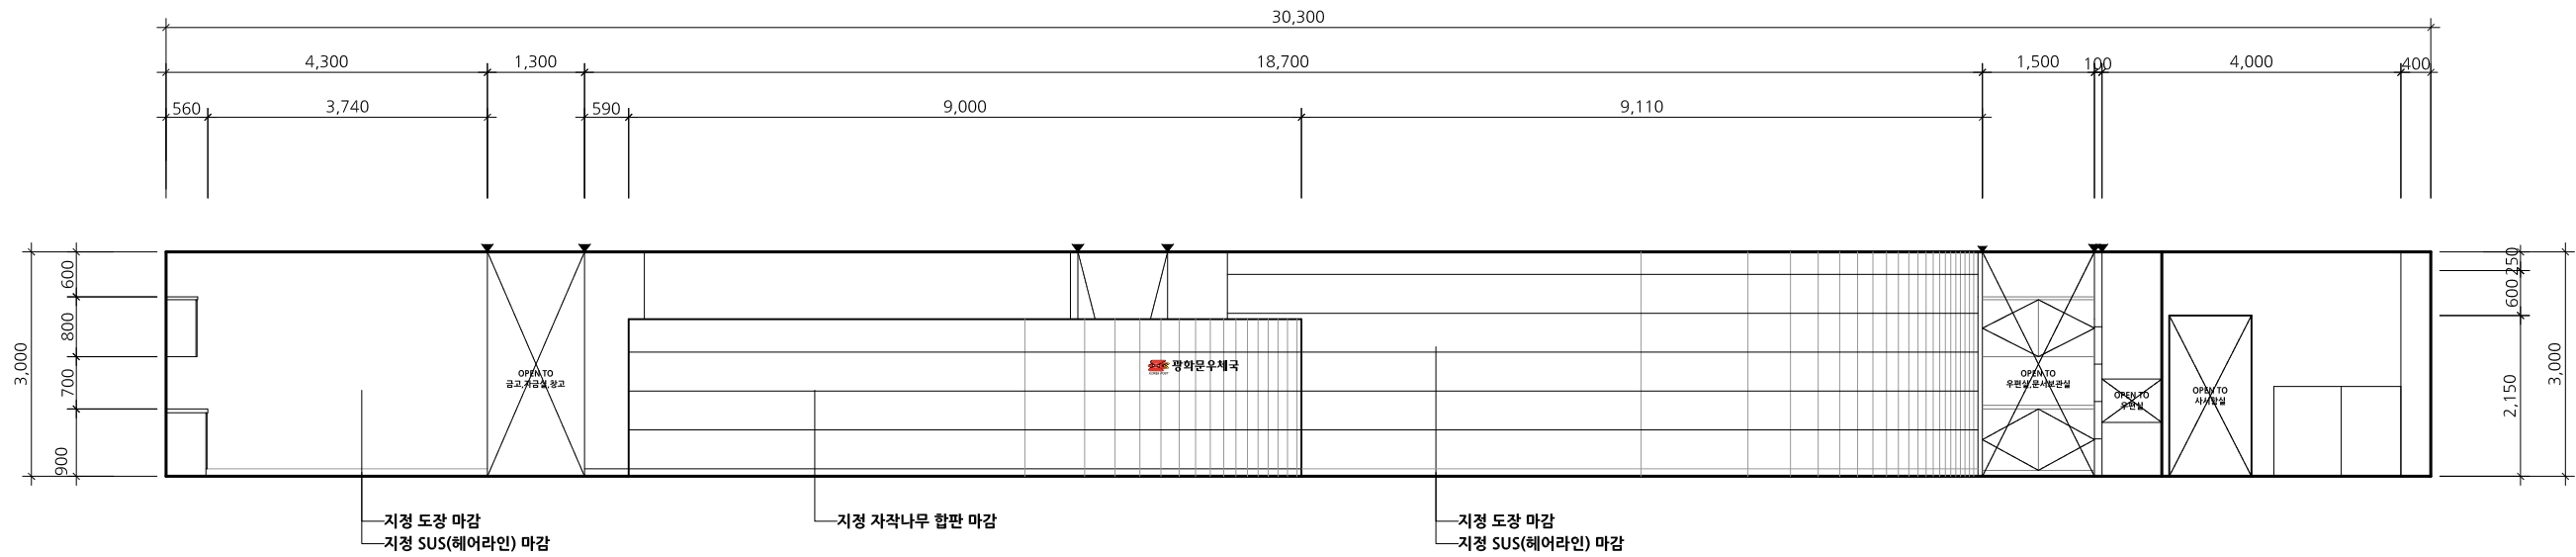 30,300
4,300
1,300
18,700
1,500
100
4,000
400
560
3,740
590
9,000
9,110
3,000
600
800
700
900
250
600
2,150
3,000
OPEN TO
금고,자금실,창고
광화문우체국
OPEN TO
우편실,문서보관실
OPEN TO
우편실
OPEN TO
사서함실
지정 도장 마감
지정 SUS(헤어라인) 마감
지정 자작나무 합판 마감
지정 도장 마감
지정 SUS(헤어라인) 마감